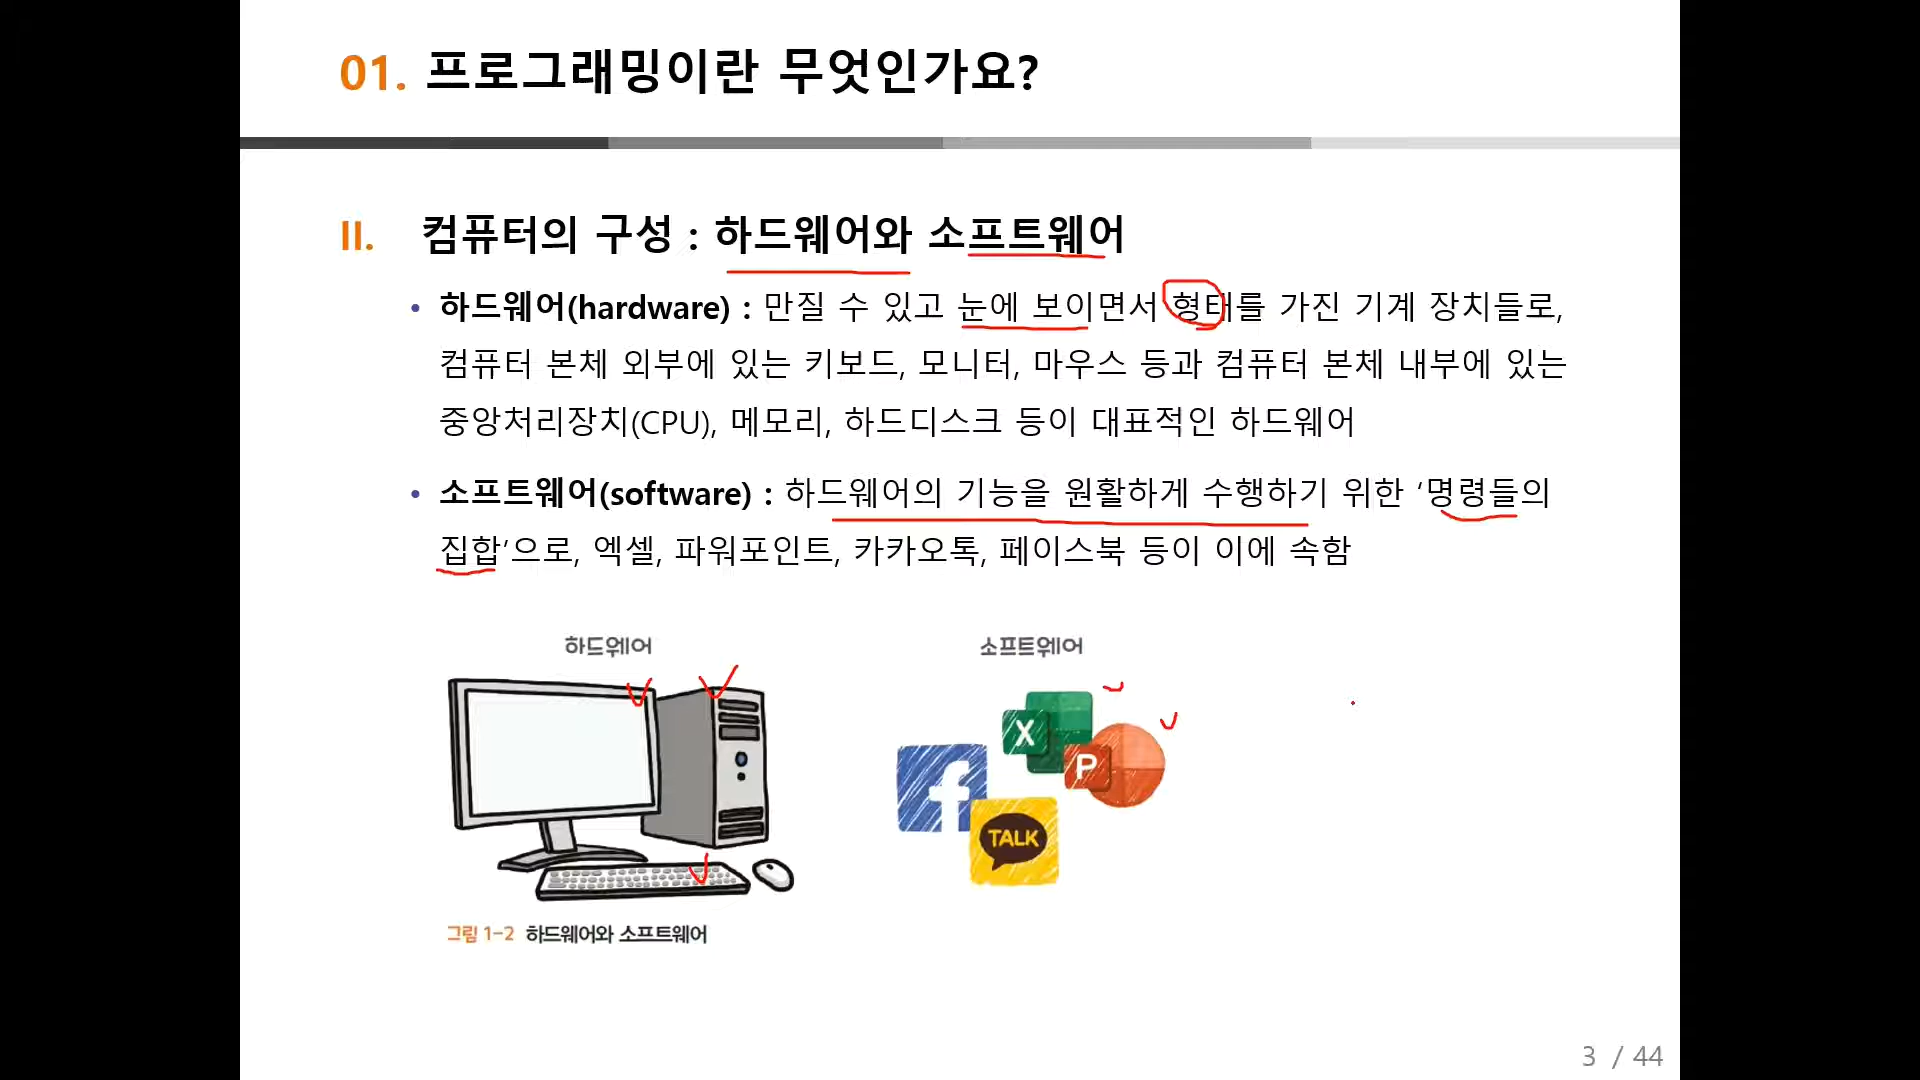 01. 프로그래밍이란 무엇인가요?
II. 컴퓨터의 구성 : 하드웨어와 소프트웨어
• 하드웨어(hardware) : 만질 수 있고 눈에 보이면서 형태를 가진 기계 장치들로,
컴퓨터 본체 외부에 있는 키보드, 모니터, 마우스 등과 컴퓨터 본체 내부에 있는
중앙처리장치(CPU), 메모리, 하드디스크 등이 대표적인 하드웨어
• 소프트웨어(software) : 하드웨어의 기능을 원활하게 수행하기 위한 ‘명령들의
집합’으로, 엑셀, 파워포인트, 카카오톡, 페이스북 등이 이에 속함
하드웨어
소프트웨어
X
P
f
TALK
그림 1-2 하드웨어와 소프트웨어
3 / 44